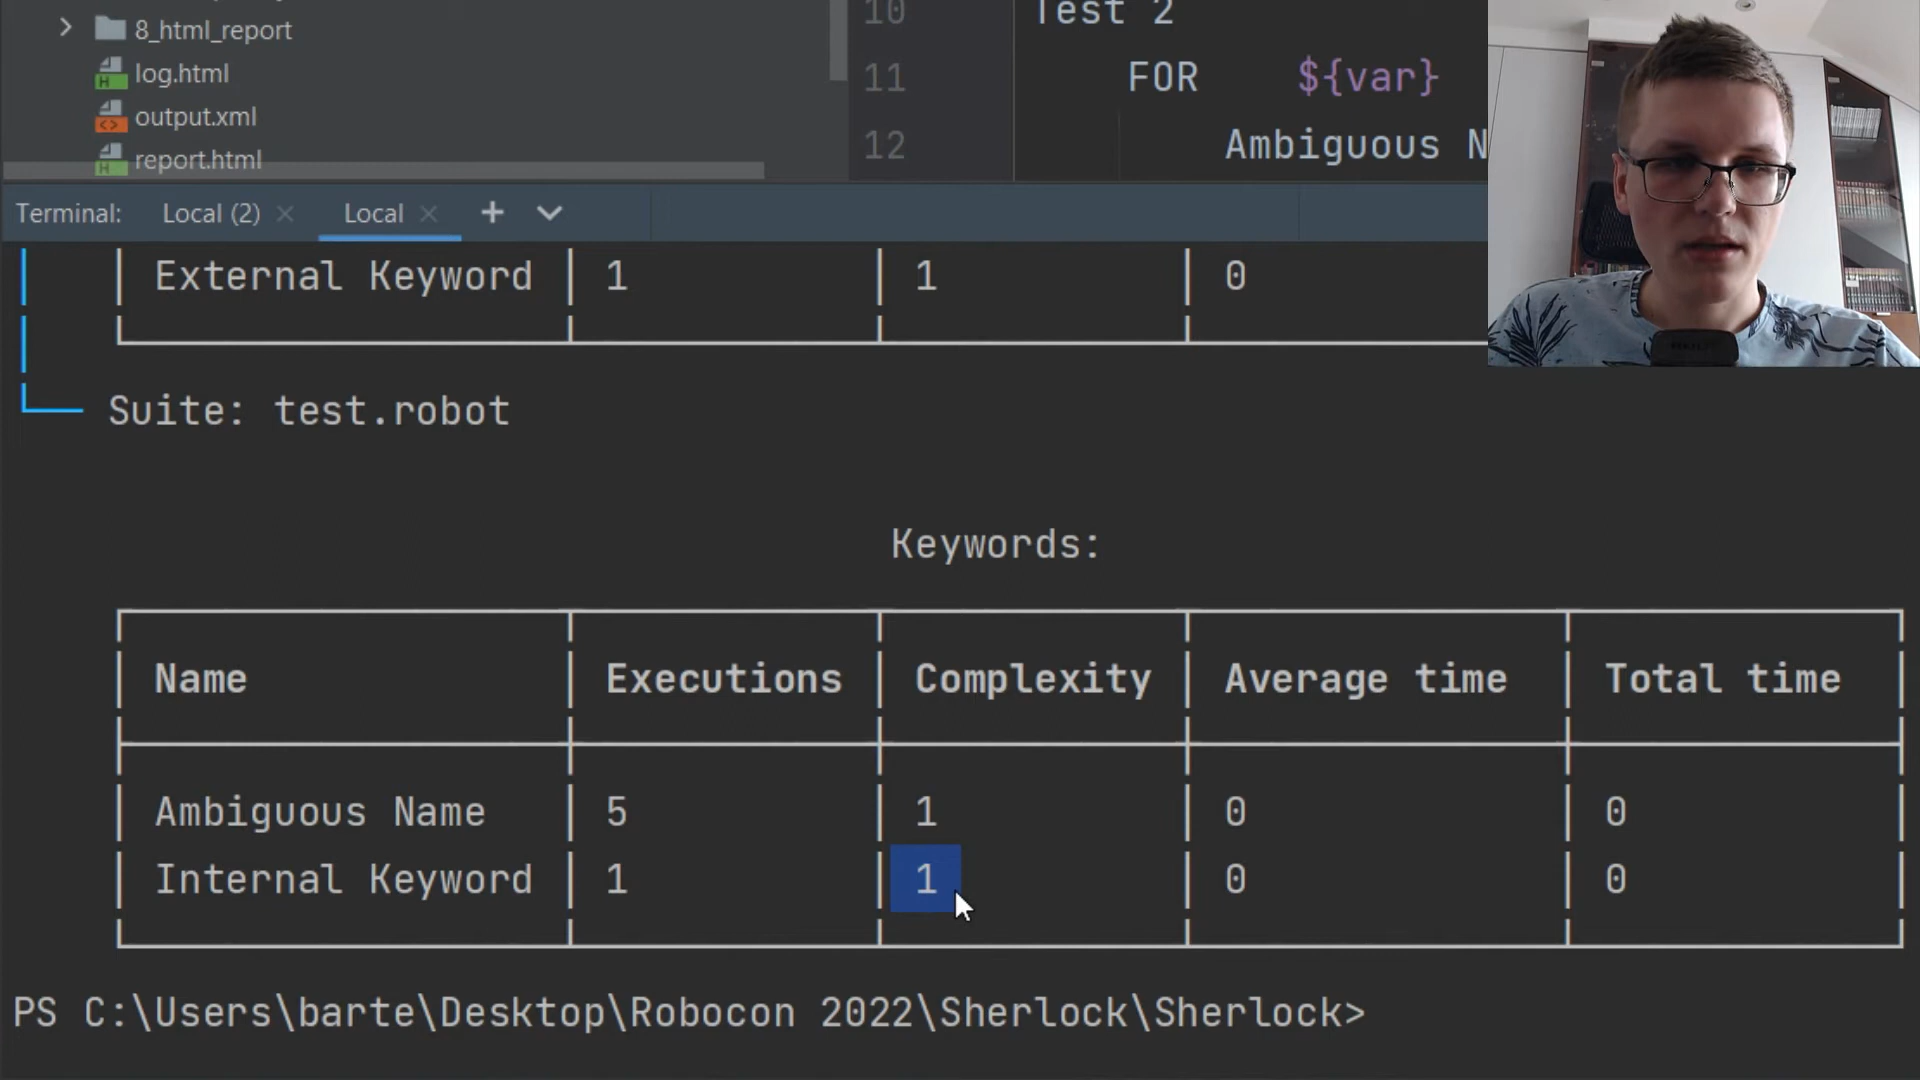 8_html_report
log.html
output.xml
report.html
10 Test 2
11 FOR ${var}
12 Ambiguous N
Terminal: Local (2) × Local × +
External Keyword 1 1 0
Suite: test.robot
Keywords:
Name Executions Complexity Average time Total time
Ambiguous Name 5 1 0 0
Internal Keyword 1 1 0 0
PS C:\Users\barte\Desktop\Robocon 2022\Sherlock\Sherlock>